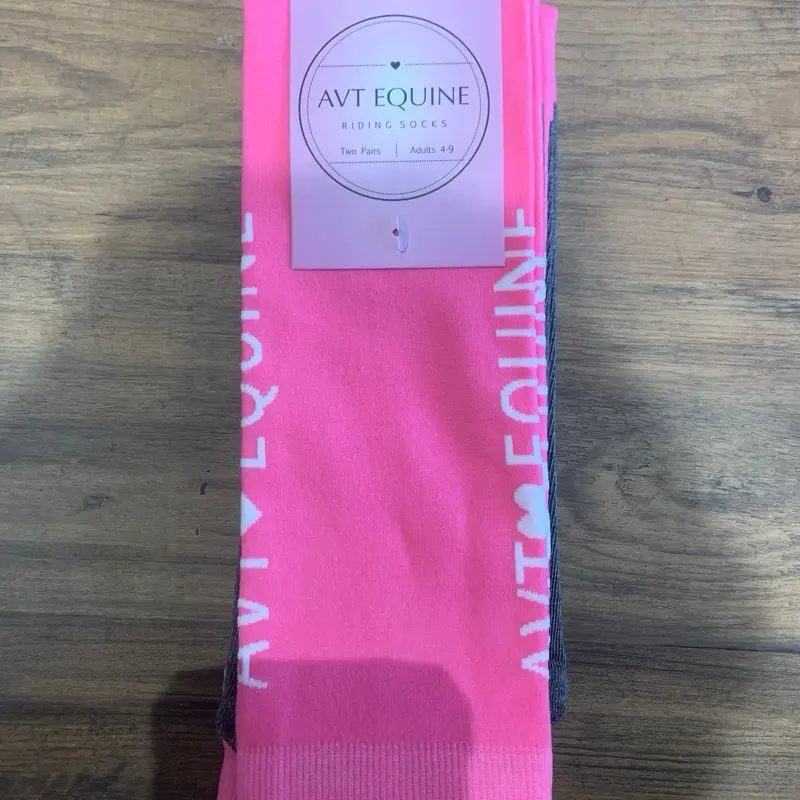 AVT EQUINE
RIDING SOCKS
Two Pairs | Adults 4-9
AVT EQUINE
AVT EQUINE